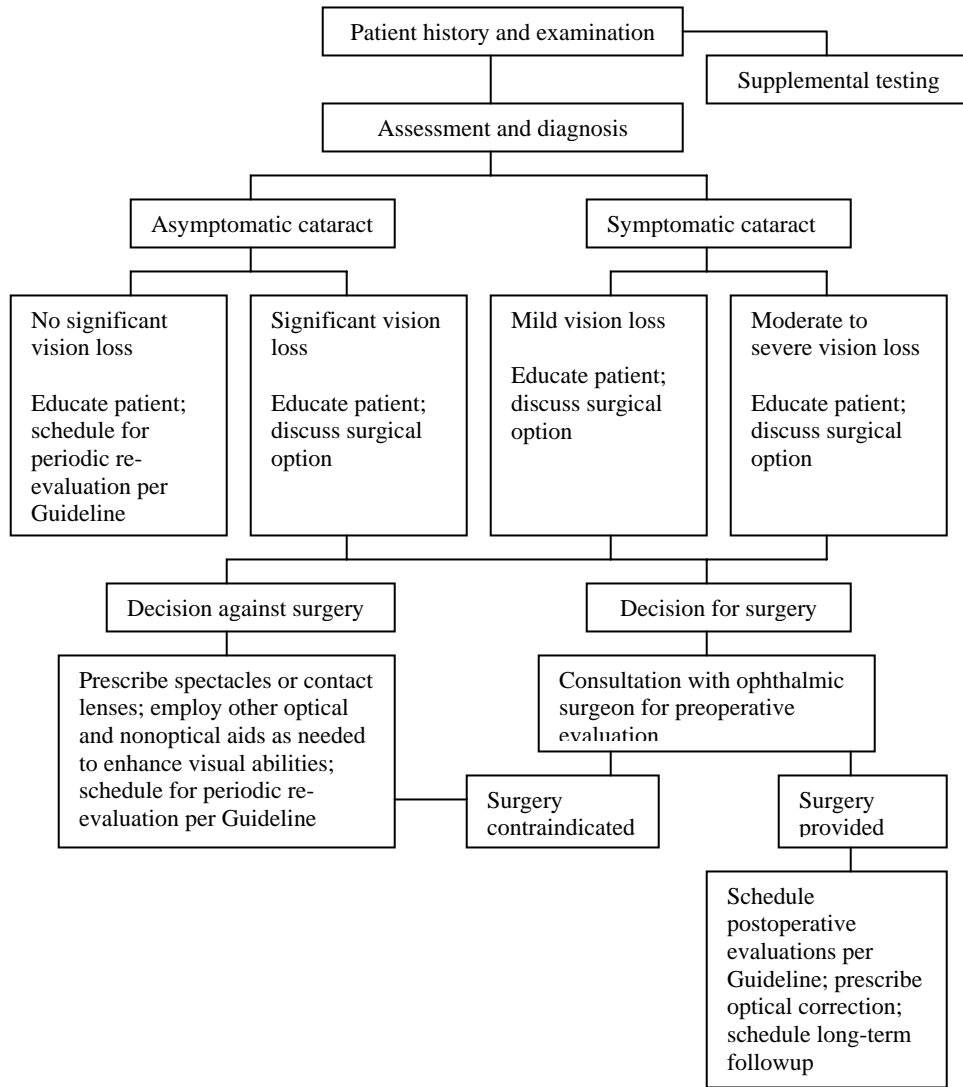 Patient history and examination
Supplemental testing
Assessment and diagnosis
Asymptomatic cataract
Symptomatic cataract
No significant
vision loss
Educate patient;
schedule for
periodic re-
evaluation per
Guideline
Significant vision
loss
Educate patient;
discuss surgical
option
Mild vision loss
Educate patient;
discuss surgical
option
Moderate to
severe vision loss
Educate patient;
discuss surgical
option
Decision against surgery
Decision for surgery
Prescribe spectacles or contact
lenses; employ other optical
and nonoptical aids as needed
to enhance visual abilities;
schedule for periodic re-
evaluation per Guideline
Consultation with ophthalmic
surgeon for preoperative
evaluation
Surgery
contraindicated
Surgery
provided
Schedule
postoperative
evaluations per
Guideline; prescribe
optical correction;
schedule long-term
followup